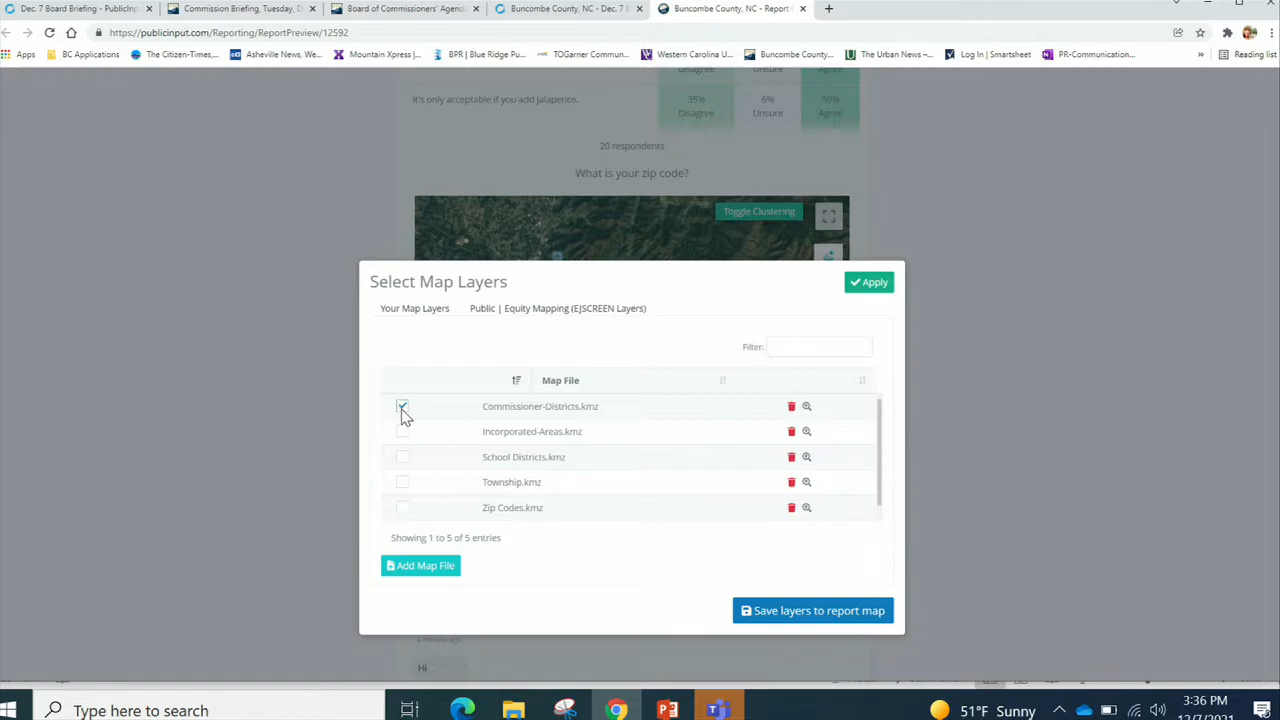 Dec. 7 Board Briefing - PublicInp
Commission Briefing, Tuesday, D
Board of Commissioners' Agenda
Buncombe County, NC - Dec. 7 B
Buncombe County, NC - Report
https://publicinput.com/Reporting/ReportPreview/12592
Apps
BC Applications
The Citizen-Times,...
Asheville News, We...
Mountain Xpress |...
BPR | Blue Ridge Pu...
TOGarner Commun...
Western Carolina U...
Buncombe County...
The Urban News –...
Log In | Smartsheet
PR-Communication...
»
Reading list
Disagree
Unsure
Agree
It's only acceptable if you add Jalapenos.
35%
6%
59%
Disagree
Unsure
Agree
20 respondents
What is your zip code?
Toggle Clustering
Select Map Layers
Apply
Your Map Layers
Public | Equity Mapping (EJSCREEN Layers)
Filter:
Map File
Commissioner-Districts.kmz
Incorporated-Areas.kmz
School Districts.kmz
Township.kmz
Zip Codes.kmz
Showing 1 to 5 of 5 entries
Add Map File
Save layers to report map
a minute ago
Hi
Type here to search
51°F Sunny
3:36 PM
12/7/2021